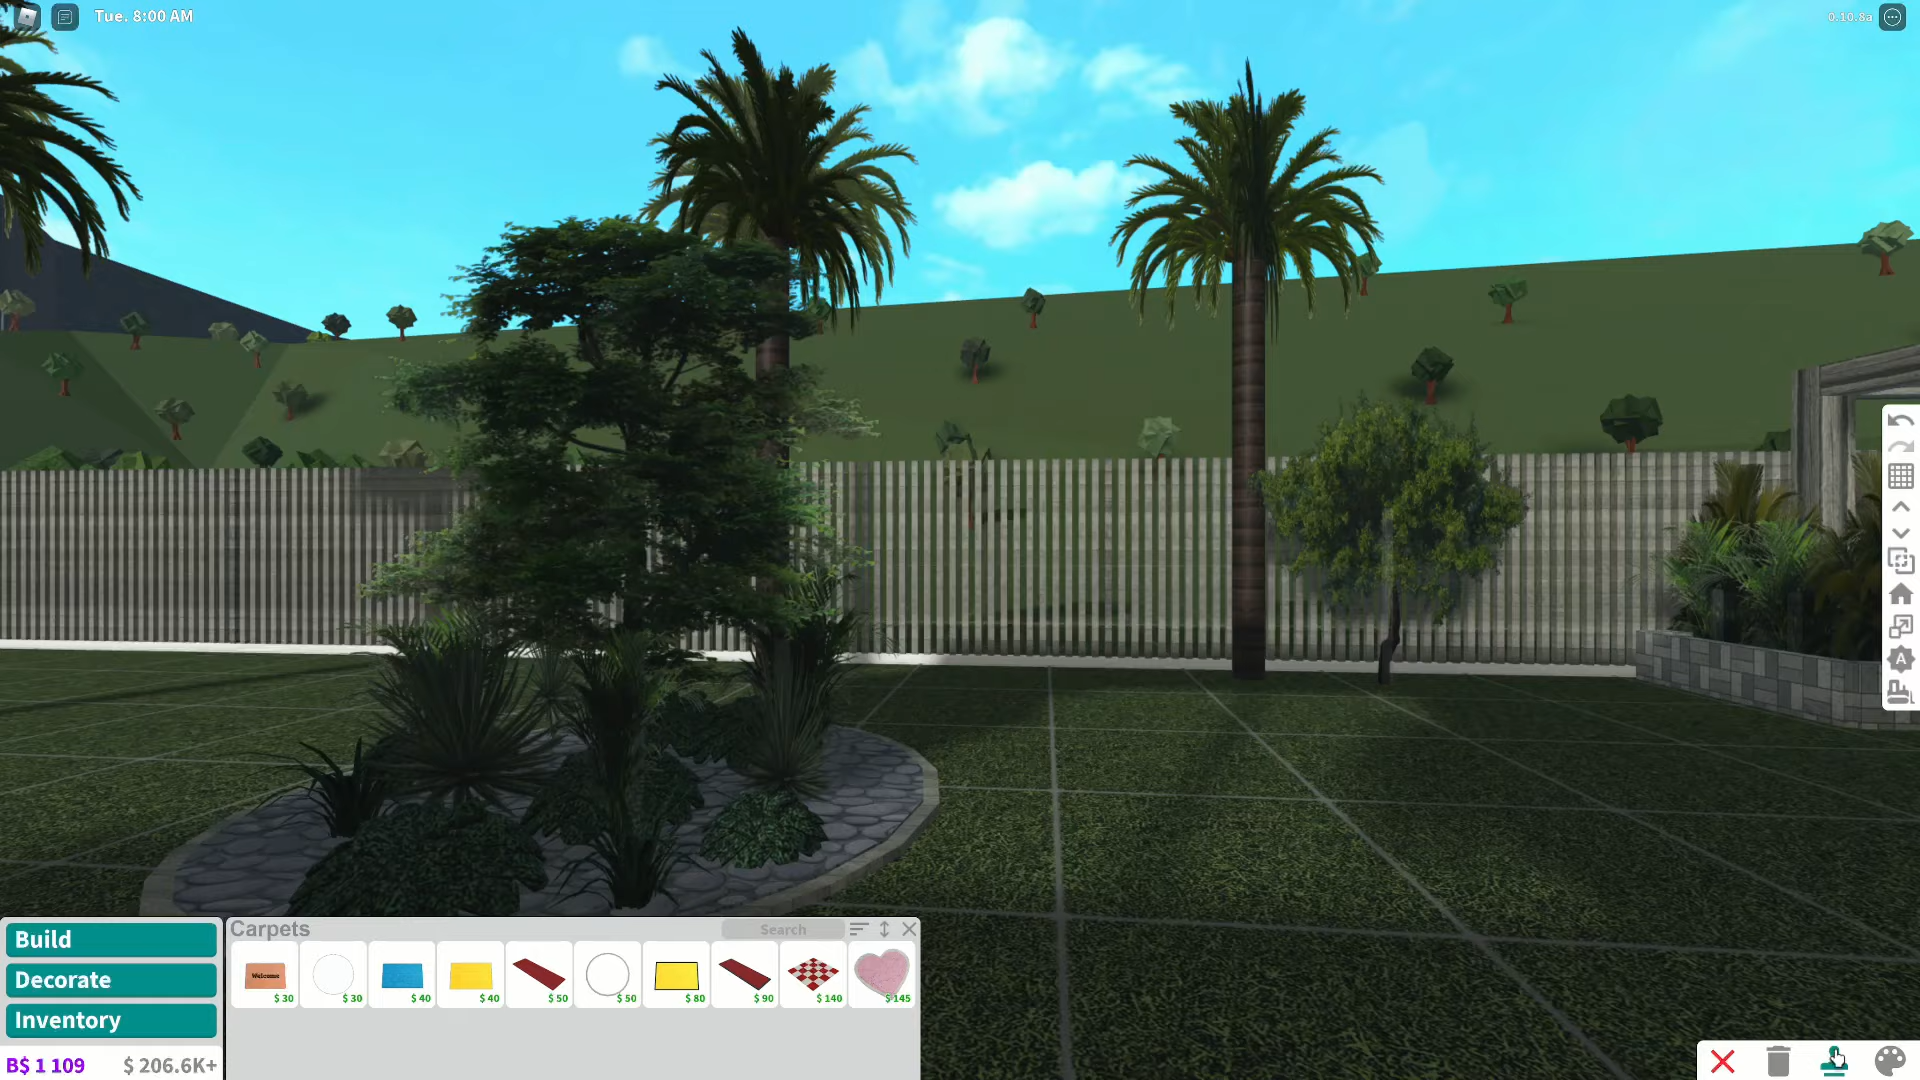 Tue. 8:00 AM
0.10.8a
Build
Decorate
Inventory
B$ 1 109
$ 206.6K+
Carpets
Search
Welcome
$ 30
$ 30
$ 40
$ 40
$ 50
$ 50
$ 80
$ 90
$ 140
$ 145
A